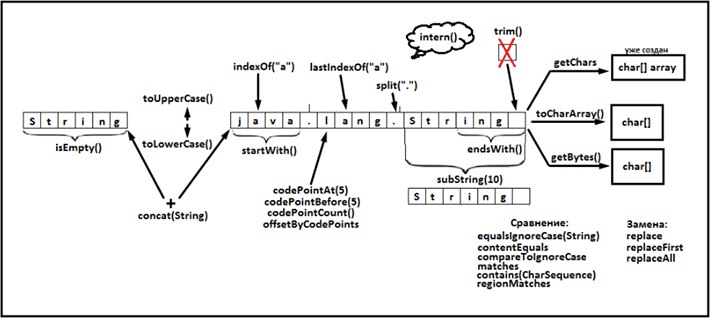 intern()
trim()
indexOf("a")
lastIndexOf("a")
split(".")
getChars
уже создан
char[] array
toUpperCase()
toLowerCase()
S t r i n g
isEmpty()
j a v a . l a n g . S t r i n g
startWith()
endsWith()
toCharArray()
char[]
getBytes()
char[]
subString(10)
S t r i n g
+
concat(String)
codePointAt(5)
codePointBefore(5)
codePointCount()
offsetByCodePoints
Сравнение:
equalsIgnoreCase(String)
contentEquals
compareToIgnoreCase
matches
contains(CharSequence)
regionMatches
Замена:
replace
replaceFirst
replaceAll